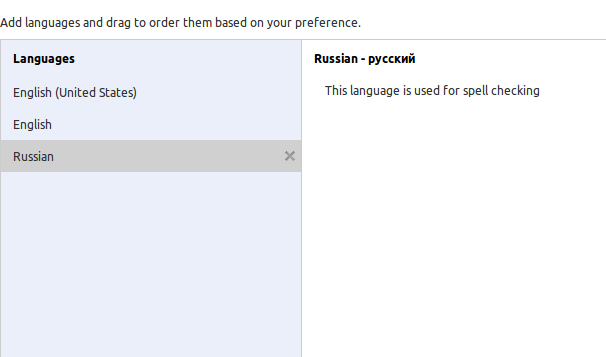 Add languages and drag to order them based on your preference.
Languages
Russian - русский
English (United States)
This language is used for spell checking
English
Russian